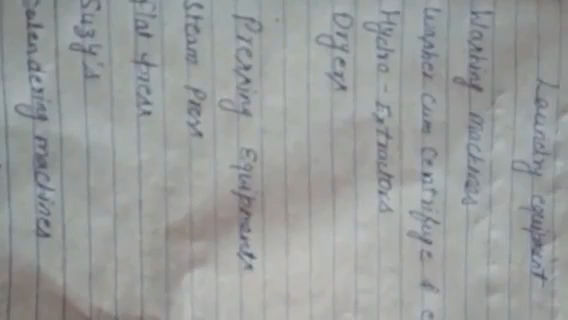 Laundry equipment
Washing machines
Washer cum centrifuge &
Hydro-Extractors
Dryers
Pressing Equipments
Steam Press
Flat press
Suzy's
Calendering machines